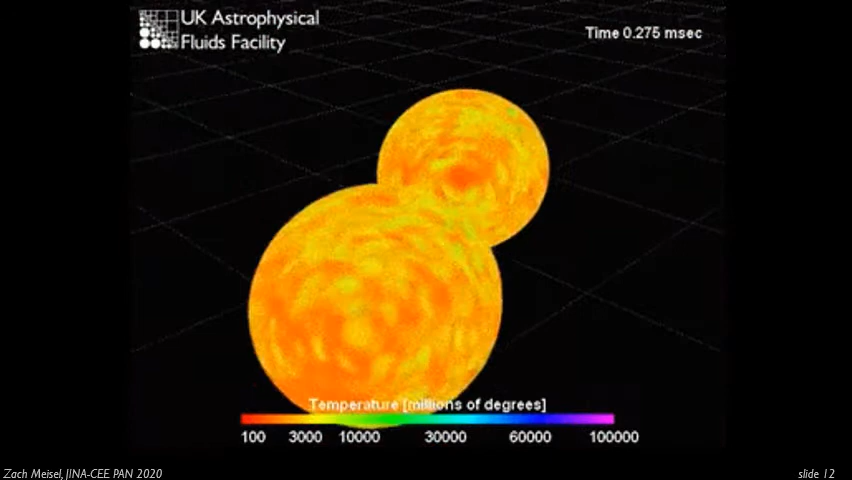 UK Astrophysical
Fluids Facility
Time 0.275 msec
Temperature [millions of degrees]
100 3000 10000 30000 60000 100000
Zach Meisel, JINA-CEE PAN 2020
slide 12